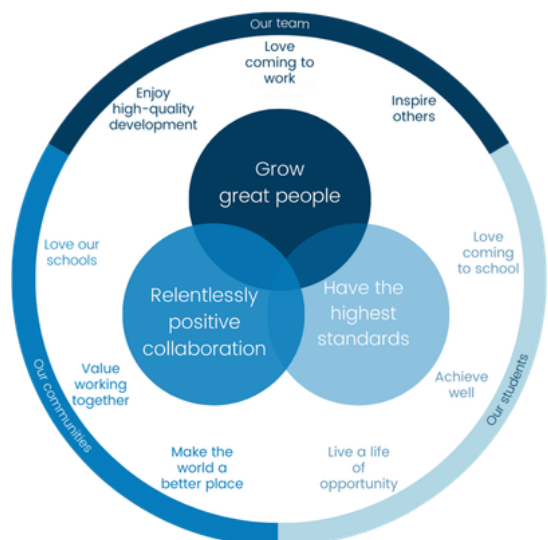 Our team
Love
coming to
work
Enjoy
high-quality
development
Inspire
others
Grow
great people
Love our
schools
Love
coming
to school
Relentlessly
positive
collaboration
Have the
highest
standards
Value
working
together
Achieve
well
Our communities
Our students
Make the
world a
better place
Live a life
of
opportunity